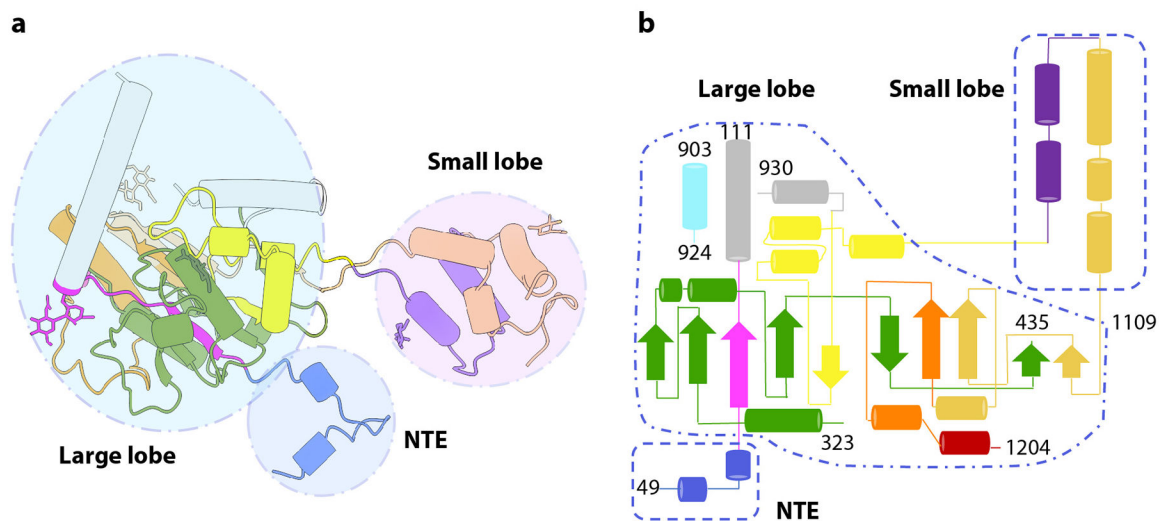 a
Small lobe
Large lobe
NTE
b
Large lobe
Small lobe
111
903
930
924
435
1109
323
1204
49
NTE